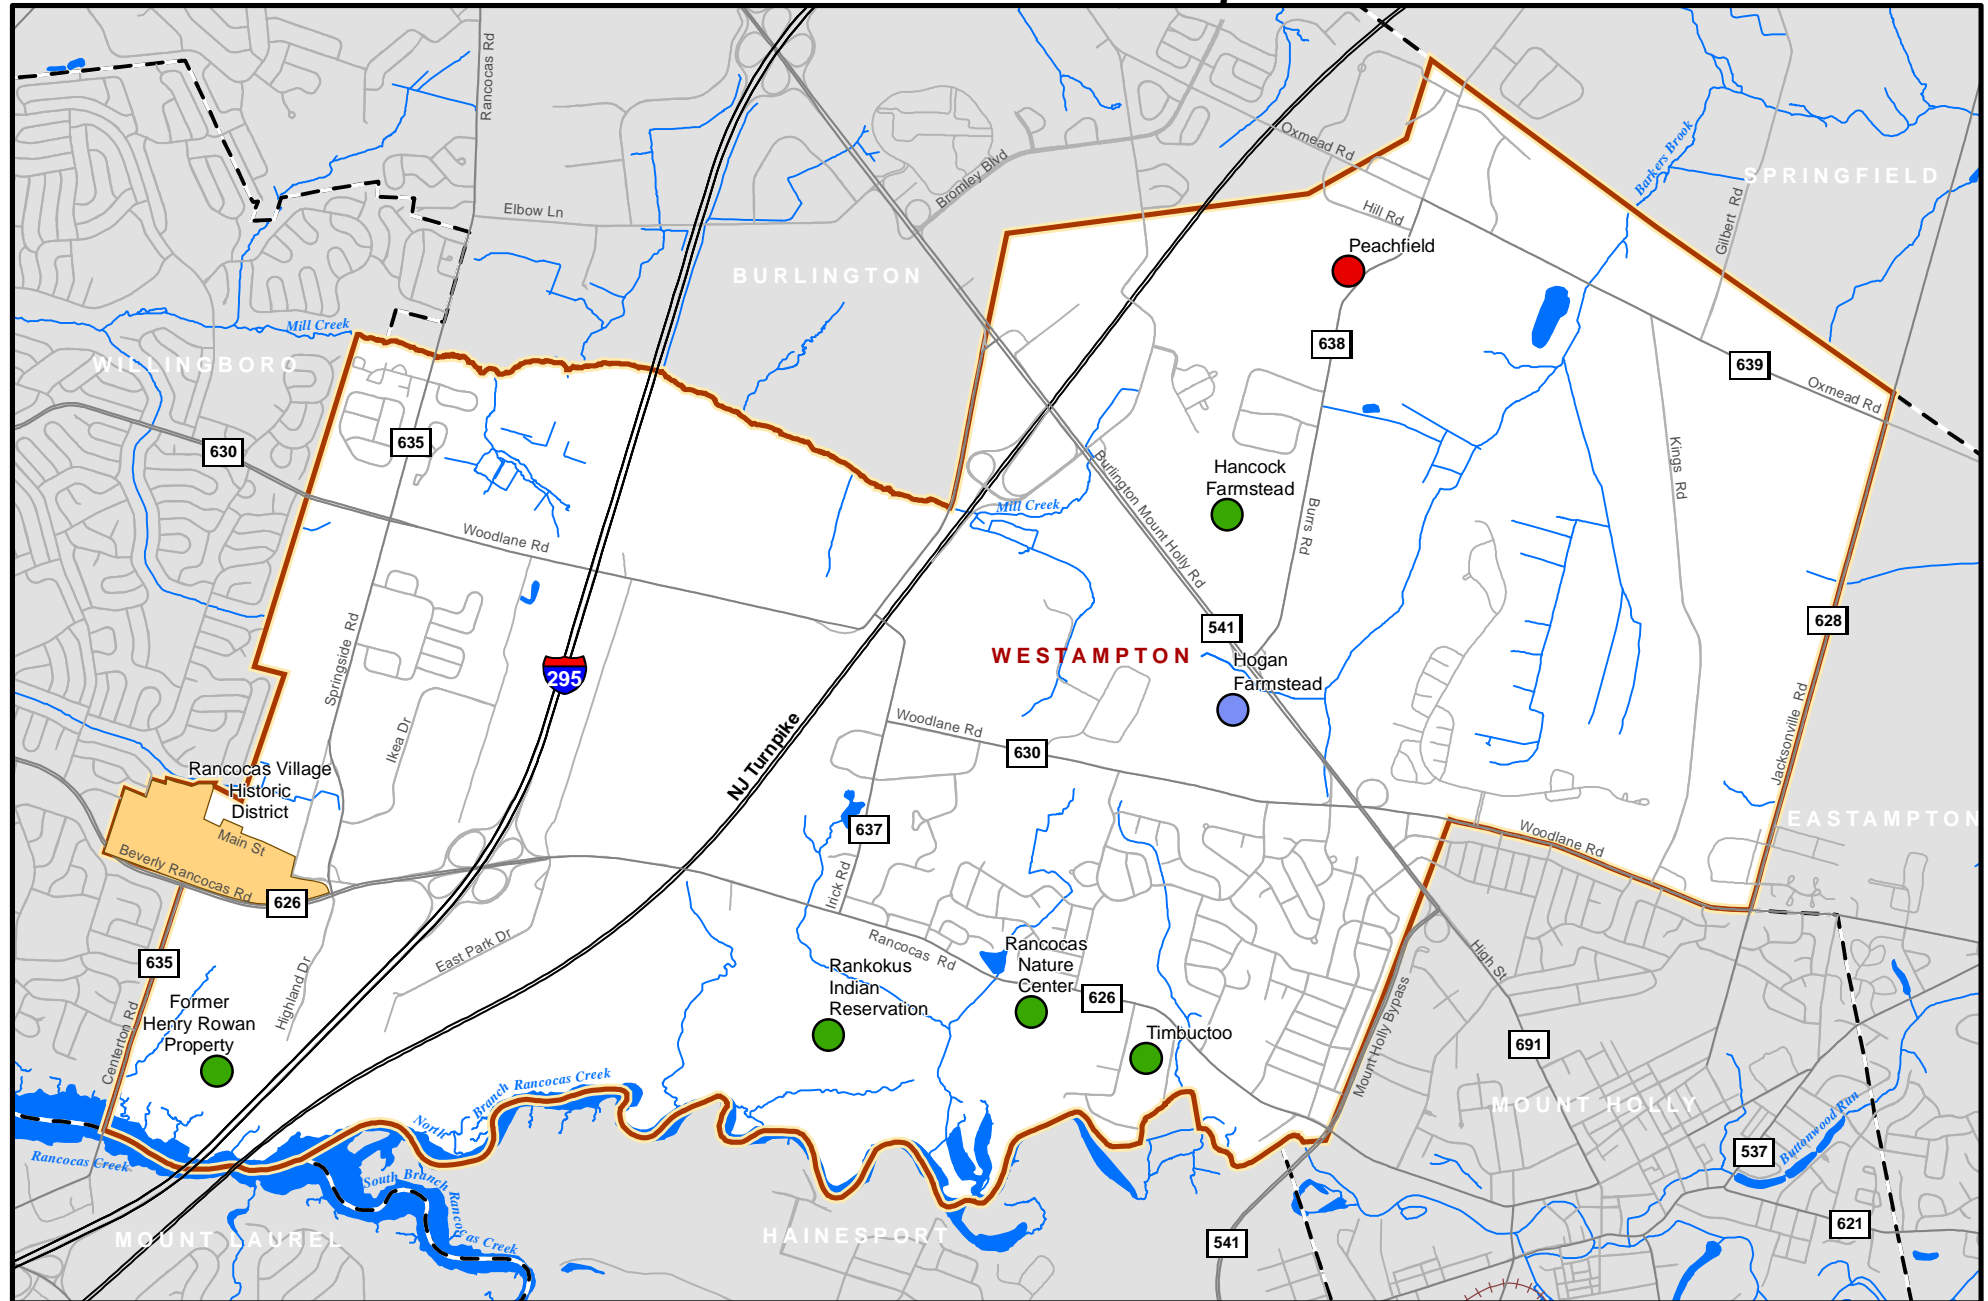 Rancocas Rd
Oxmead Rd
Barkers Brook
SPRINGFIELD
Bromley Blvd
Elbow Ln
Hill Rd
Gilbert Rd
Peachfield
BURLINGTON
Mill Creek
638
WILLINGBORO
639
Oxmead Rd
630
635
Kings Rd
Hancock
Farmstead
Burlington Mount Holly Rd
Mill Creek
Burrs Rd
Woodlane Rd
541
628
WESTAMPTON
Hogan
Farmstead
295
Springside Rd
Ikea Dr
NJ Turnpike
Woodlane Rd
630
Jacksonville Rd
Rancocas Village
Historic
District
Main St
637
EASTAMPTON
Woodlane Rd
Beverly Rancocas Rd
626
Irick Rd
East Park Dr
Rancocas Rd
High St
635
Rankokus
Indian
Reservation
Rancocas
Nature
Center
626
Former
Henry Rowan
Property
Highland Dr
Centerton Rd
Timbuctoo
Mount Holly Bypass
691
North Branch Rancocas Creek
MOUNT HOLLY
Buttonwood Run
537
Rancocas Creek
South Branch Rancocas Creek
621
MOUNT LAUREL
HAINESPORT
541